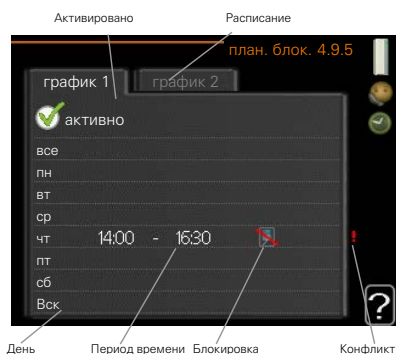 Активировано Расписание
план. блок. 4.9.5
график 1 график 2
активно
все
пн
вт
ср
чт 14:00 - 16:30 !
пт
сб
Вск
?
День Период времени Блокировка Конфликт